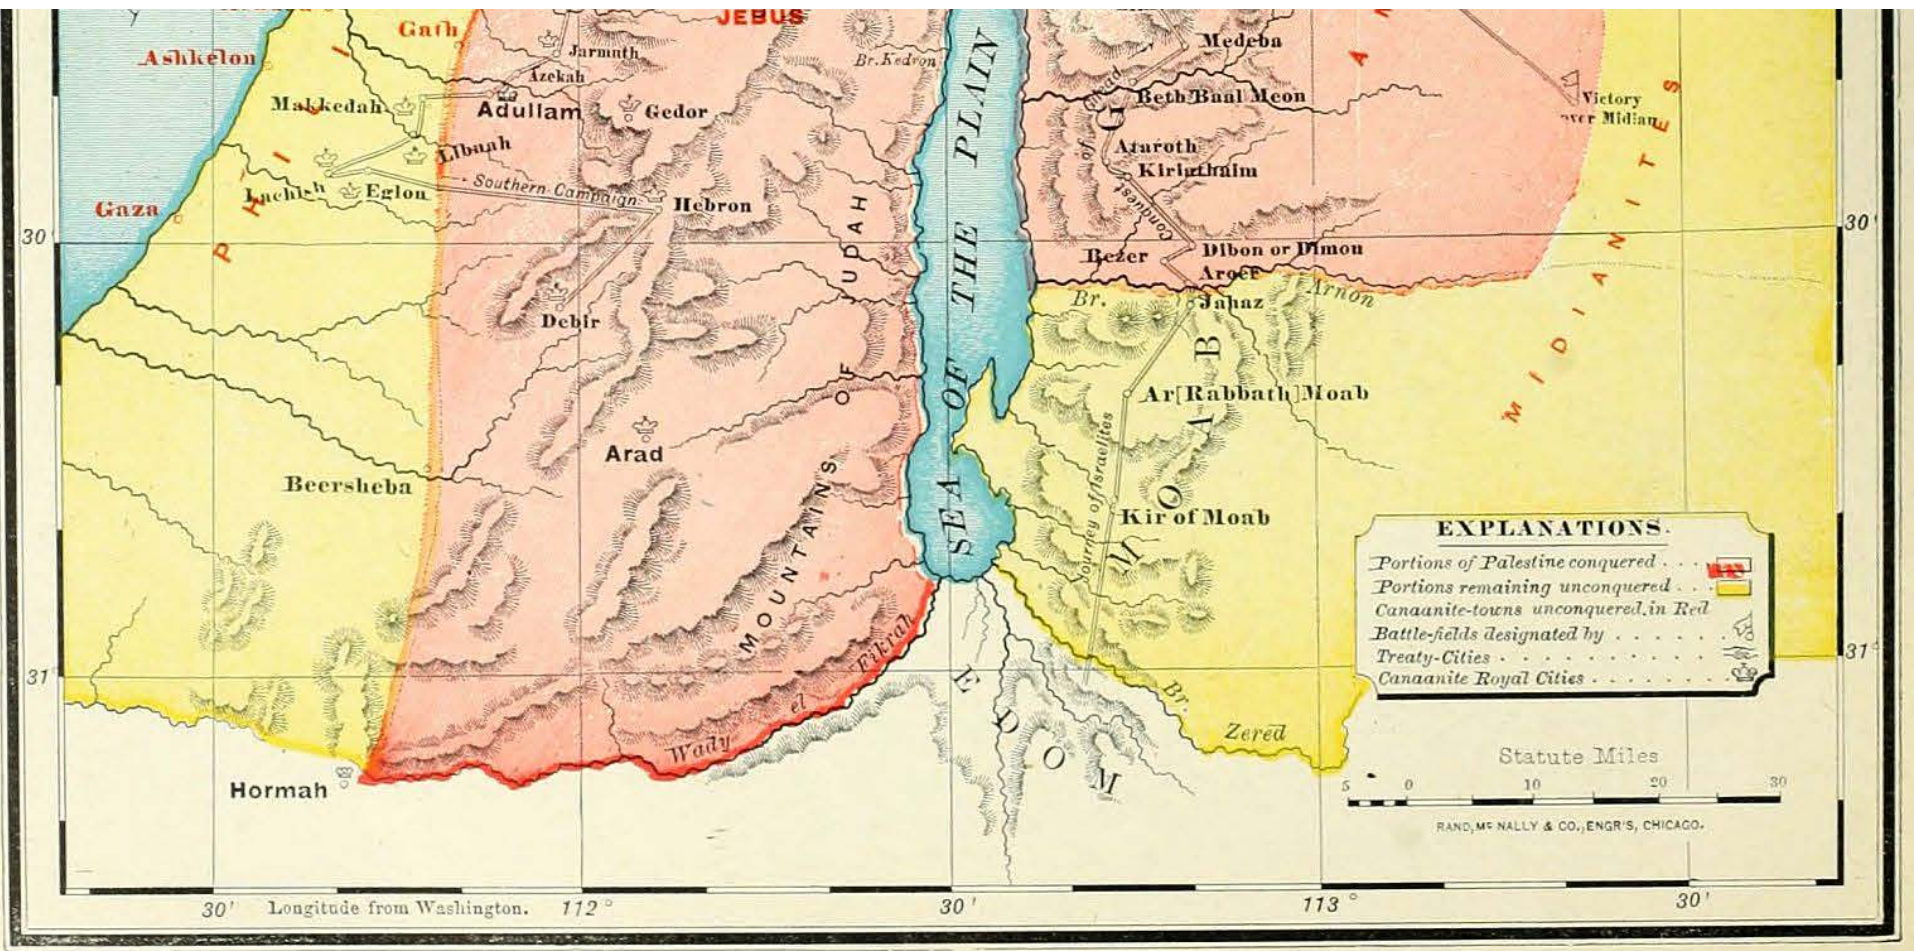 JEBUS
Gath
Ashkelon
Jarmuth
Azekah
Br. Kedron
Medeba
Makkedah
Adullam
Gedor
Beth Baal Meon
Victory
over Midian
Libnah
Ataroth
Kiriathaim
Lachish
Eglon
Southern Campaign
Hebron
Conquest of Gilead
Gaza
30'
30'
Bezer
Dibon or Dimon
Aroer
Br. Arnon
Jahaz
Debir
SEA OF THE PLAIN
MIDIANITES
Ar[Rabbath]Moab
MOAB
Journey of Israelites
Arad
MOUNTAINS OF JUDAH
Beersheba
Kir of Moab
EXPLANATIONS.
Portions of Palestine conquered . . . .
Portions remaining unconquered . . .
Canaanite-towns unconquered, in Red
Battle-fields designated by . . . . . .
Treaty-Cities . . . . . . . . . .
Canaanite Royal Cities . . . . . . . .
31°
31°
Wady el Fikrah
EDOM
Br. Zered
Hormah
Statute Miles
5 0 10 20 30
RAND, McNALLY & CO., ENGR'S, CHICAGO.
30' Longitude from Washington. 112° 30' 113° 30'